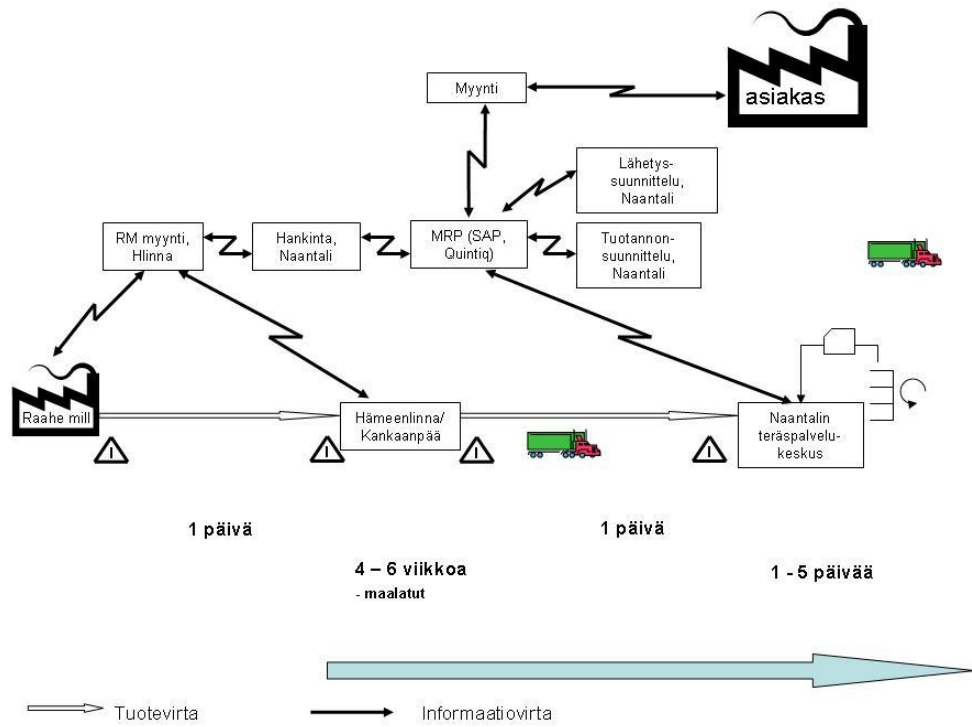 asiakas
Myynti
Lähetys-
suunnittelu,
Naantali
RM myynti,
Hlinna
Hankinta,
Naantali
MRP (SAP,
Quintiq)
Tuotannon-
suunnittelu,
Naantali
Raahe mill
Hämeenlinna/
Kankaanpää
Naantalin
teräspalvelu-
keskus
I
I
I
I
1 päivä
1 päivä
4 – 6 viikkoa
- maalatut
1 - 5 päivää
Tuotevirta
Informaatiovirta